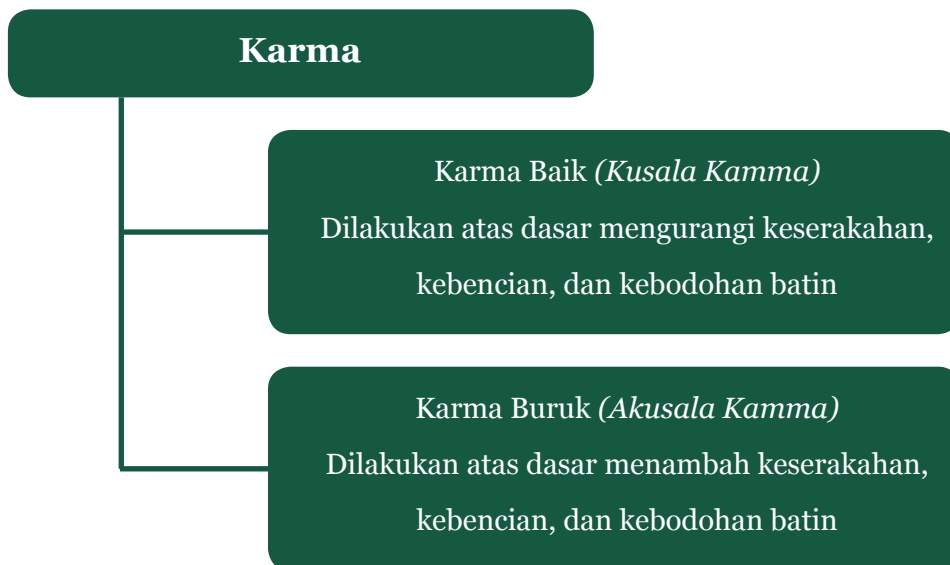 Karma
Karma Baik (Kusala Kamma)
Dilakukan atas dasar mengurangi keserakahan,
kebencian, dan kebodohan batin
Karma Buruk (Akusala Kamma)
Dilakukan atas dasar menambah keserakahan,
kebencian, dan kebodohan batin